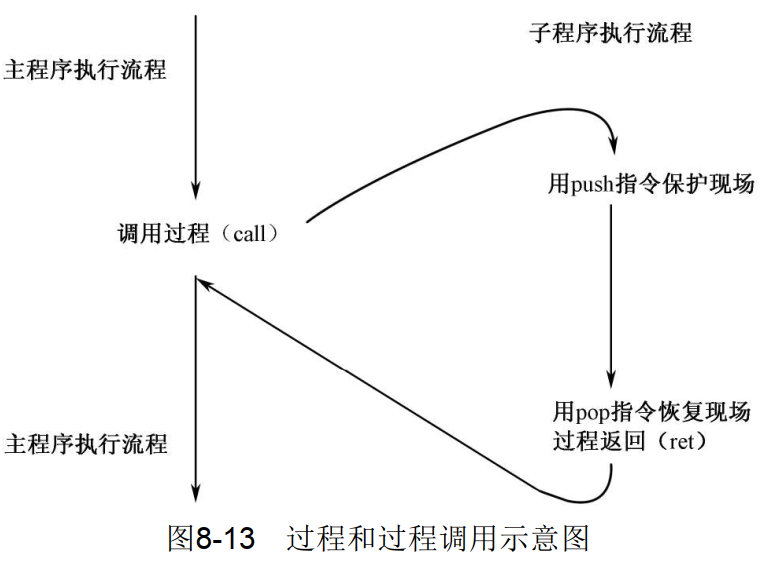 子程序执行流程
主程序执行流程
用push指令保护现场
调用过程（call）
用pop指令恢复现场
过程返回（ret）
主程序执行流程
图8-13 过程和过程调用示意图